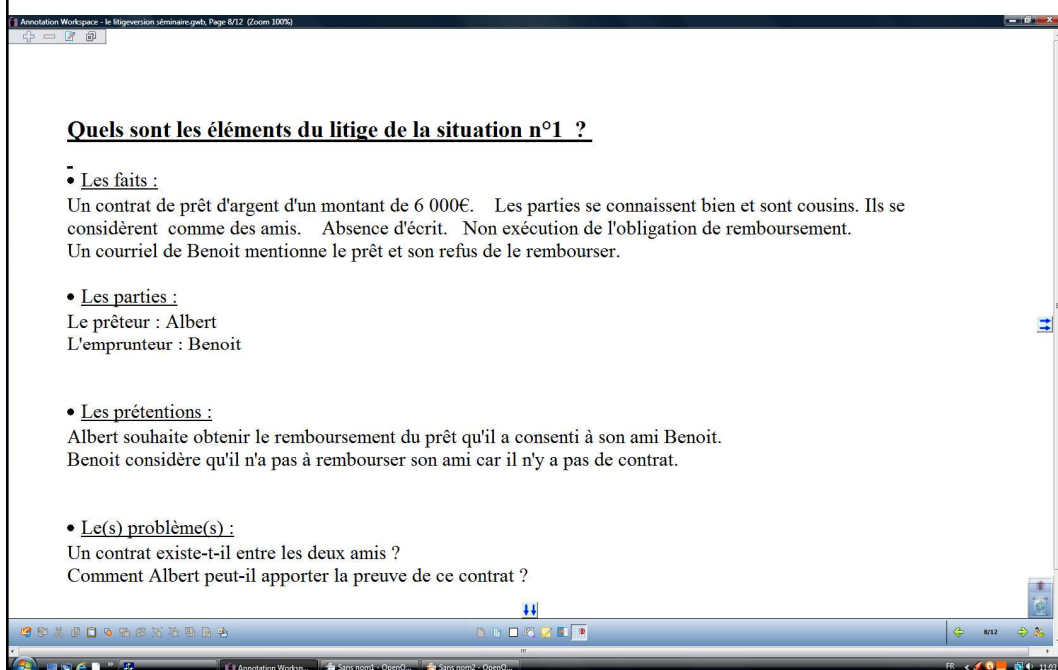 Annotation Workspace - le litigeversion séminaire.gwb, Page 8/12 (Zoom 100%)
Quels sont les éléments du litige de la situation n°1 ?
-
• Les faits :
Un contrat de prêt d'argent d'un montant de 6 000€. Les parties se connaissent bien et sont cousins. Ils se
considèrent comme des amis. Absence d'écrit. Non exécution de l'obligation de remboursement.
Un courriel de Benoit mentionne le prêt et son refus de le rembourser.
• Les parties :
Le prêteur : Albert
L'emprunteur : Benoit
• Les prétentions :
Albert souhaite obtenir le remboursement du prêt qu'il a consenti à son ami Benoit.
Benoit considère qu'il n'a pas à rembourser son ami car il n'y a pas de contrat.
• Le(s) problème(s) :
Un contrat existe-t-il entre les deux amis ?
Comment Albert peut-il apporter la preuve de ce contrat ?
8/12
Annotation Worksp... Sans nom1 - OpenO... Sans nom2 - OpenO... FR 11:03